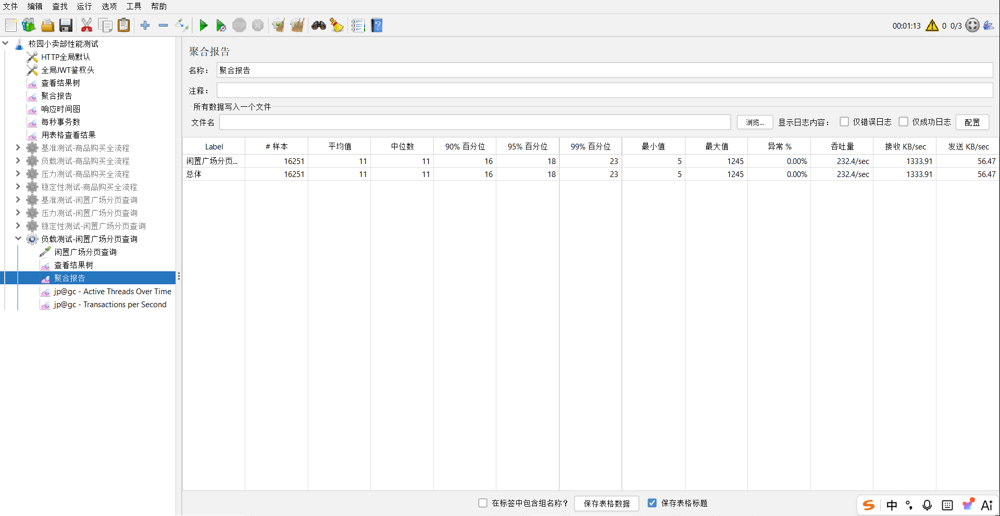 文件 编辑 查找 运行 选项 工具 帮助
STOP 00:01:13 0 0/3
校园小卖部性能测试
HTTP全局默认
全局JWT鉴权头
查看结果树
聚合报告
响应时间图
每秒事务数
用表格查看结果
基准测试-商品购买全流程
负载测试-商品购买全流程
压力测试-商品购买全流程
稳定性测试-商品购买全流程
基准测试-闲置广场分页查询
压力测试-闲置广场分页查询
稳定性测试-闲置广场分页查询
负载测试-闲置广场分页查询
闲置广场分页查询
查看结果树
聚合报告
jp@gc - Active Threads Over Time
jp@gc - Transactions per Second
聚合报告
名称： 聚合报告
注释：
所有数据写入一个文件
文件名 浏览... 显示日志内容： 仅错误日志 仅成功日志 配置
Label # 样本 平均值 中位数 90% 百分位 95% 百分位 99% 百分位 最小值 最大值 异常 % 吞吐量 接收 KB/sec 发送 KB/sec
闲置广场分页... 16251 11 11 16 18 23 5 1245 0.00% 232.4/sec 1333.91 56.47
总体 16251 11 11 16 18 23 5 1245 0.00% 232.4/sec 1333.91 56.47
在标签中包含组名称？ 保存表格数据 保存表格标题
S 中 °, Ai